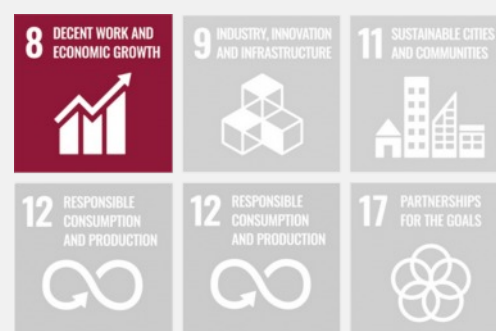 8 DECENT WORK AND
ECONOMIC GROWTH
9 INDUSTRY, INNOVATION
AND INFRASTRUCTURE
11 SUSTAINABLE CITIES
AND COMMUNITIES
12 RESPONSIBLE
CONSUMPTION
AND PRODUCTION
12 RESPONSIBLE
CONSUMPTION
AND PRODUCTION
17 PARTNERSHIPS
FOR THE GOALS